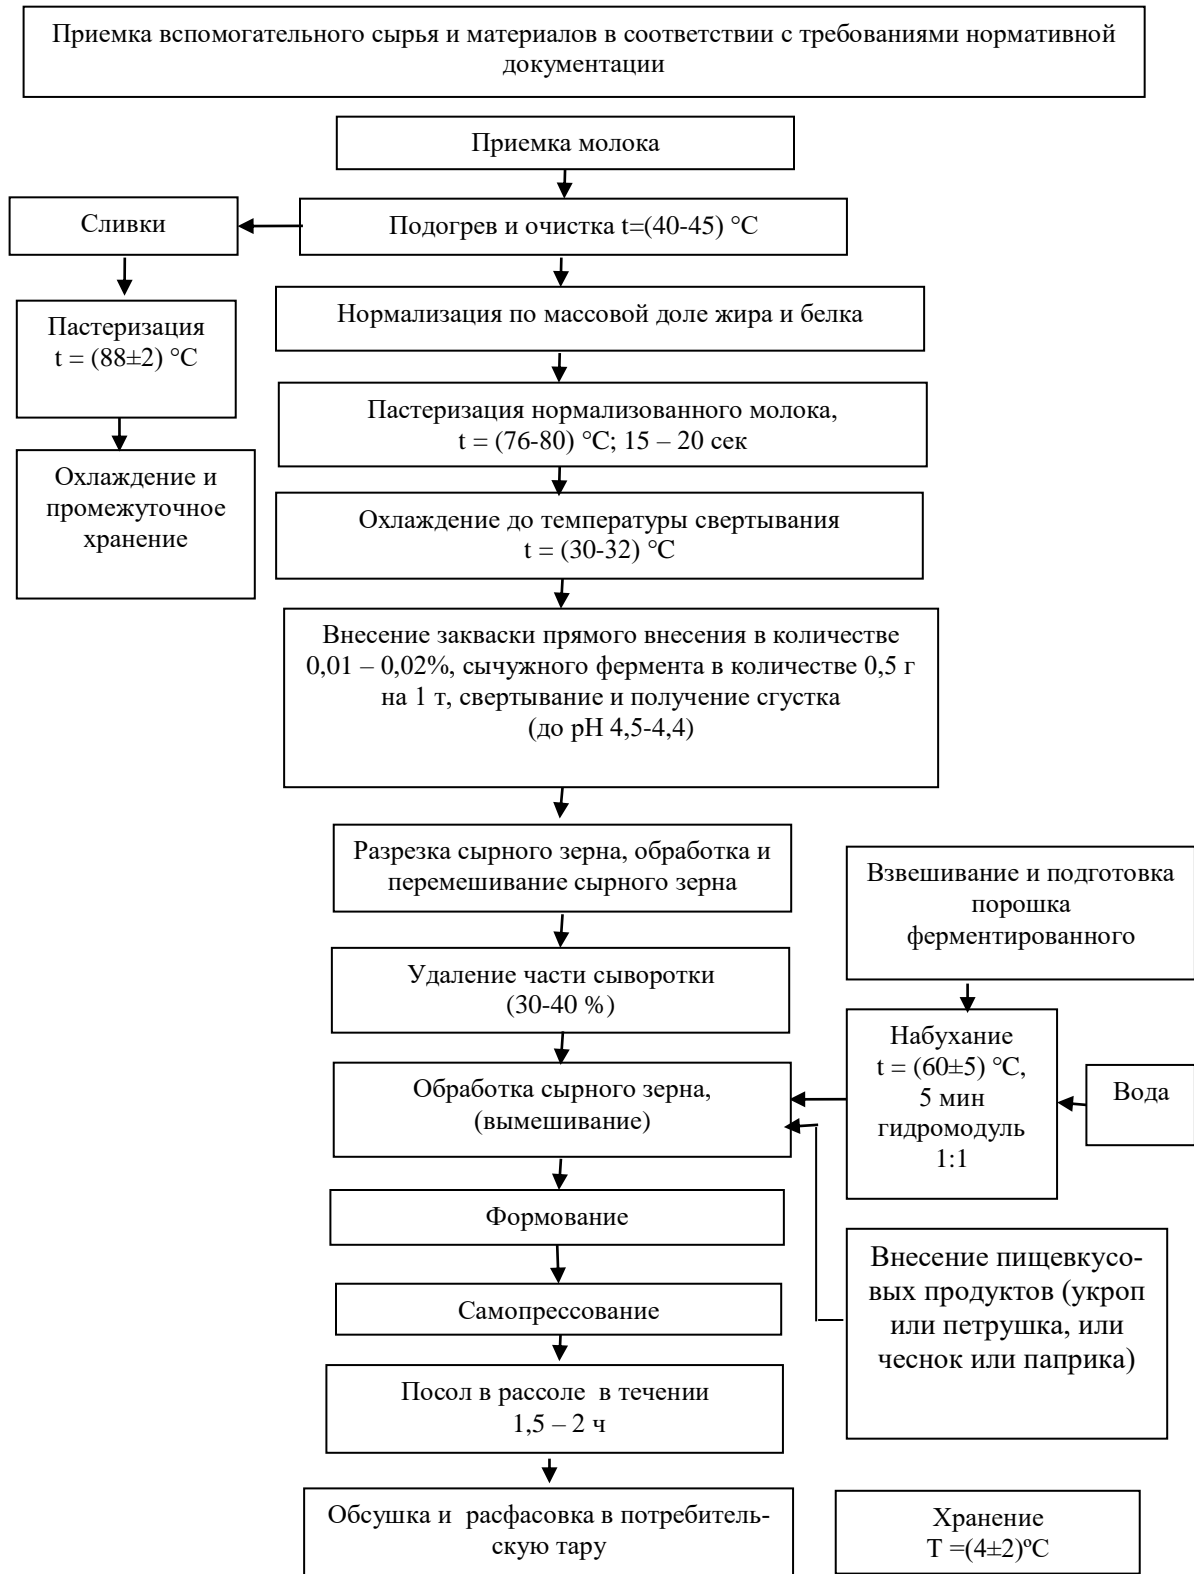 Приемка вспомогательного сырья и материалов в соответствии с требованиями нормативной
документации
Приемка молока
Сливки
Подогрев и очистка t=(40-45) °С
Пастеризация
t = (88±2) °С
Нормализация по массовой доле жира и белка
Пастеризация нормализованного молока,
t = (76-80) °С; 15 – 20 сек
Охлаждение и
промежуточное
хранение
Охлаждение до температуры свертывания
t = (30-32) °С
Внесение закваски прямого внесения в количестве
0,01 – 0,02%, сычужного фермента в количестве 0,5 г
на 1 т, свертывание и получение сгустка
(до рН 4,5-4,4)
Разрезка сырного зерна, обработка и
перемешивание сырного зерна
Взвешивание и подготовка
порошка
ферментированного
Удаление части сыворотки
(30-40 %)
Набухание
t = (60±5) °С,
5 мин
гидромодуль
1:1
Вода
Обработка сырного зерна,
(вымешивание)
Формование
Внесение пищевкусо-
вых продуктов (укроп
или петрушка, или
чеснок или паприка)
Самопрессование
Посол в рассоле в течении
1,5 – 2 ч
Обсушка и расфасовка в потребитель-
скую тару
Хранение
Т =(4±2)ºС